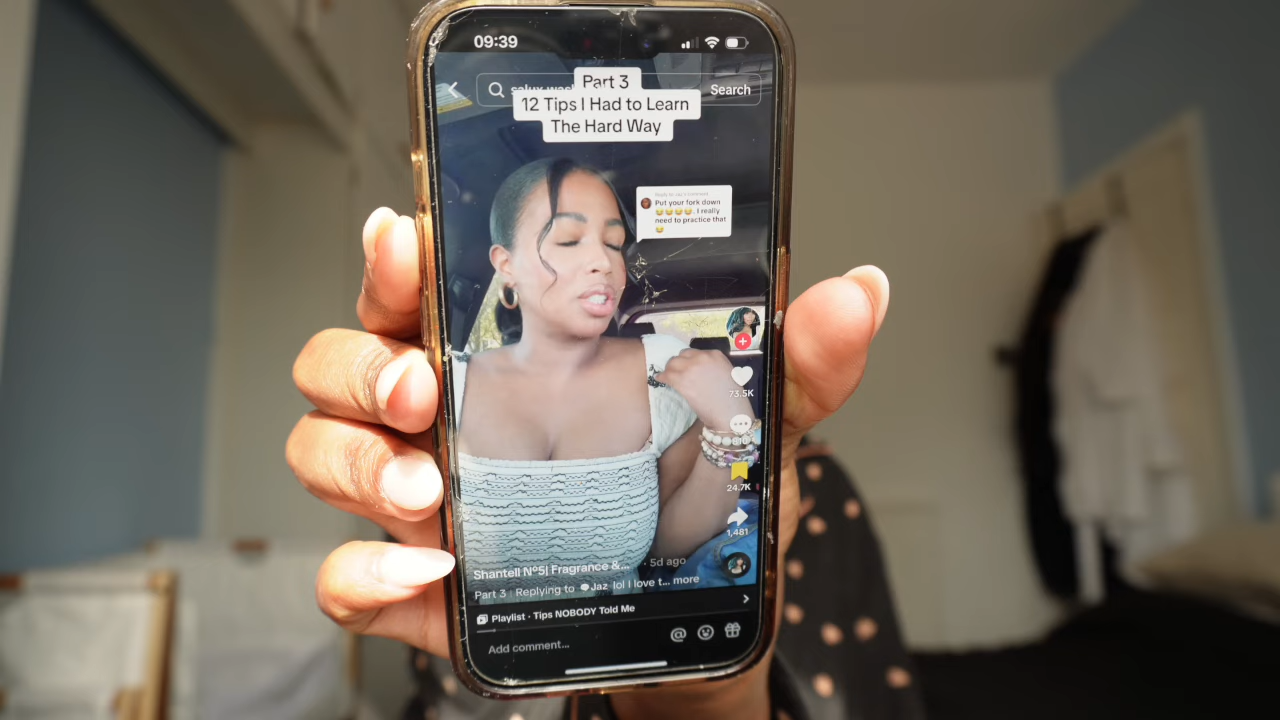 09:39
Part 3
Search
12 Tips I Had to Learn
The Hard Way
Put your fork down
😂😂😂😂. I really
need to practice that
😂
73.5K
24.7K
1,481
Shantell Nº5| Fragrance &... · 5d ago
Part 3 | Replying to Jaz lol I love t... more
Playlist · Tips NOBODY Told Me
Add comment...